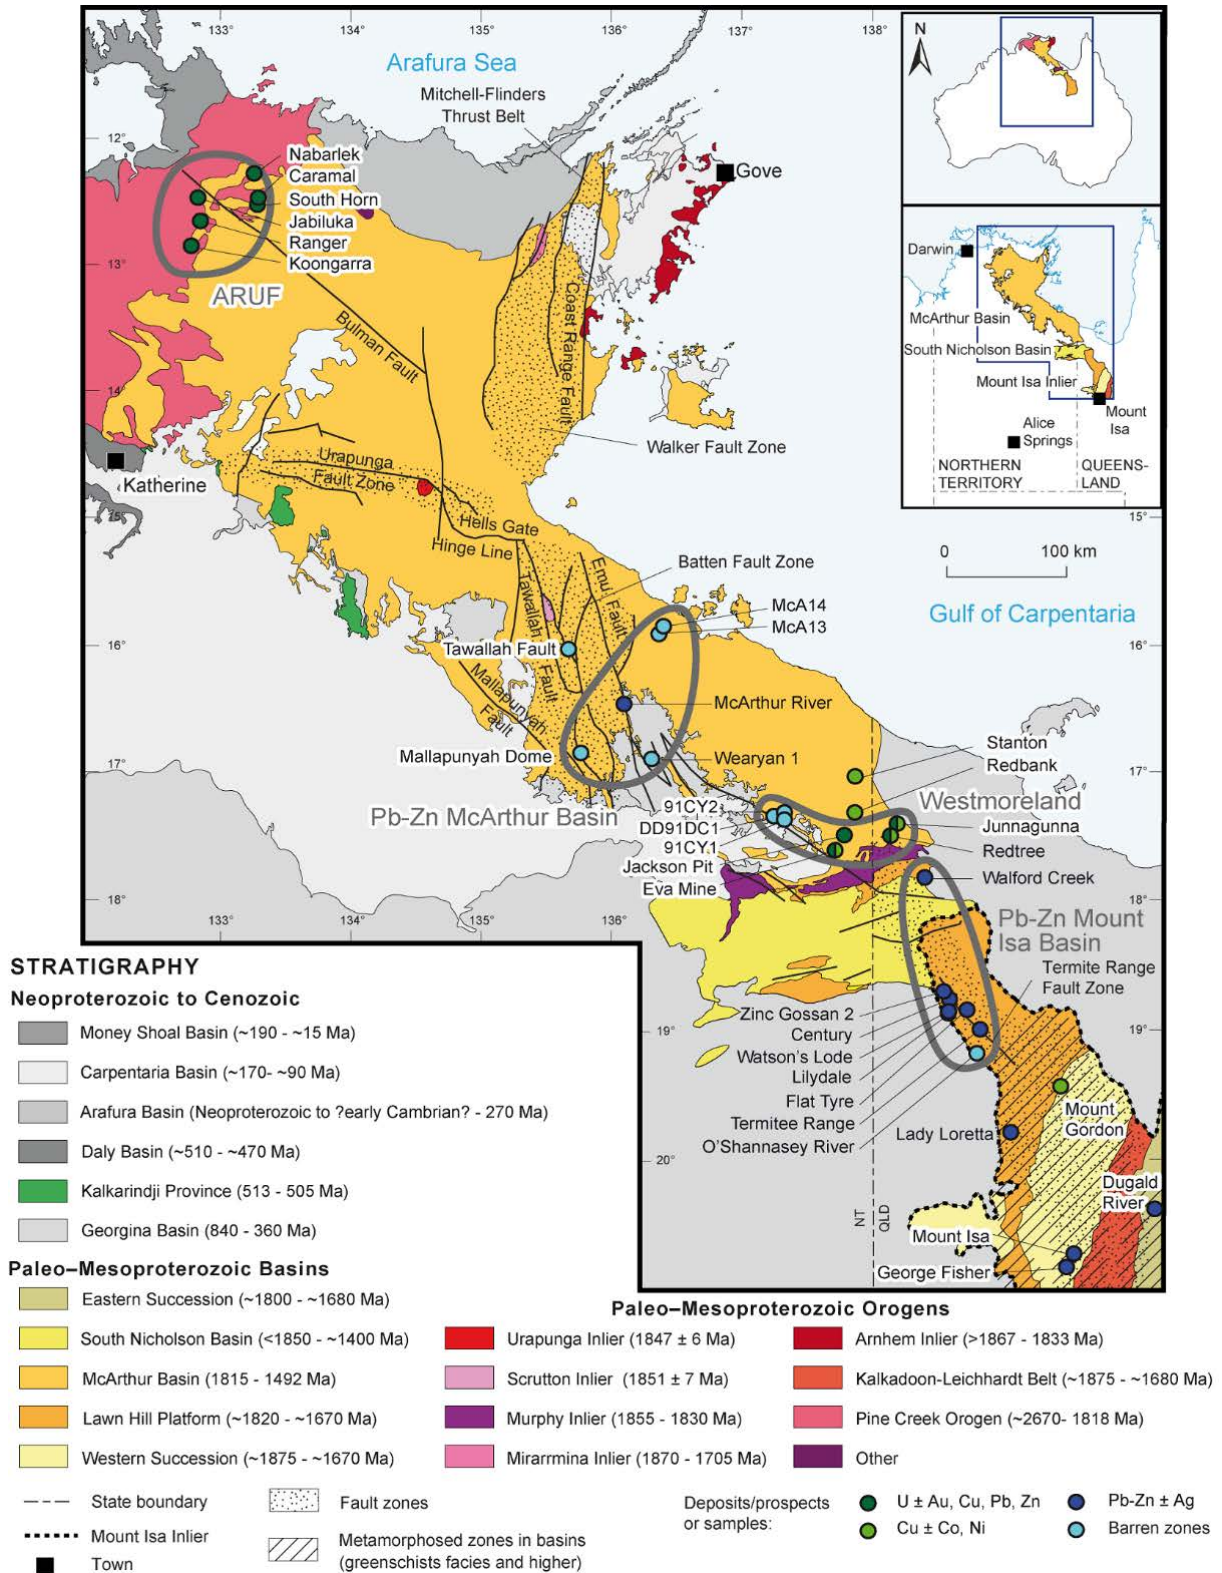 133°
134°
135°
136°
137°
138°
Arafura Sea
Mitchell-Flinders
Thrust Belt
12°
Nabarlek
Caramal
South Horn
Jabiluka
Ranger
Koongarra
Gove
13°
ARUF
Bulman Fault
Coast Range Fault
14°
Walker Fault Zone
Urapunga
Fault Zone
Katherine
15°
15°
Hells Gate
Hinge Line
Batten Fault Zone
Emu Fault
Tawallah Fault
McA14
McA13
Gulf of Carpentaria
16°
16°
Tawallah Fault
Mallapunyah
Fault
McArthur River
Stanton
Redbank
Mallapunyah Dome
Wearyan 1
17°
17°
Pb-Zn McArthur Basin
91CY2
DD91DC1
91CY1
Jackson Pit
Eva Mine
Westmoreland
Junnagunna
Redtree
Walford Creek
18°
18°
133°
134°
135°
136°
Pb-Zn Mount
Isa Basin
Termite Range
Fault Zone
Zinc Gossan 2
Century
Watson's Lode
Lilydale
Flat Tyre
Termitee Range
O'Shannasey River
19°
19°
Mount
Gordon
Lady Loretta
20°
Dugald
River
NT
QLD
Mount Isa
George Fisher
N
Darwin
McArthur Basin
South Nicholson Basin
Mount Isa Inlier
Mount
Isa
Alice
Springs
NORTHERN
TERRITORY
QUEENS-
LAND
0 100 km
STRATIGRAPHY
Neoproterozoic to Cenozoic
Money Shoal Basin (~190 - ~15 Ma)
Carpentaria Basin (~170- ~90 Ma)
Arafura Basin (Neoproterozoic to ?early Cambrian? - 270 Ma)
Daly Basin (~510 - ~470 Ma)
Kalkarindji Province (513 - 505 Ma)
Georgina Basin (840 - 360 Ma)
Paleo–Mesoproterozoic Basins
Eastern Succession (~1800 - ~1680 Ma)
South Nicholson Basin (<1850 - ~1400 Ma)
McArthur Basin (1815 - 1492 Ma)
Lawn Hill Platform (~1820 - ~1670 Ma)
Western Succession (~1875 - ~1670 Ma)
Paleo–Mesoproterozoic Orogens
Urapunga Inlier (1847 ± 6 Ma)
Scrutton Inlier (1851 ± 7 Ma)
Murphy Inlier (1855 - 1830 Ma)
Mirarrmina Inlier (1870 - 1705 Ma)
Arnhem Inlier (>1867 - 1833 Ma)
Kalkadoon-Leichhardt Belt (~1875 - ~1680 Ma)
Pine Creek Orogen (~2670- 1818 Ma)
Other
State boundary
Mount Isa Inlier
Town
Fault zones
Metamorphosed zones in basins
(greenschists facies and higher)
Deposits/prospects
or samples:
U ± Au, Cu, Pb, Zn
Cu ± Co, Ni
Pb-Zn ± Ag
Barren zones